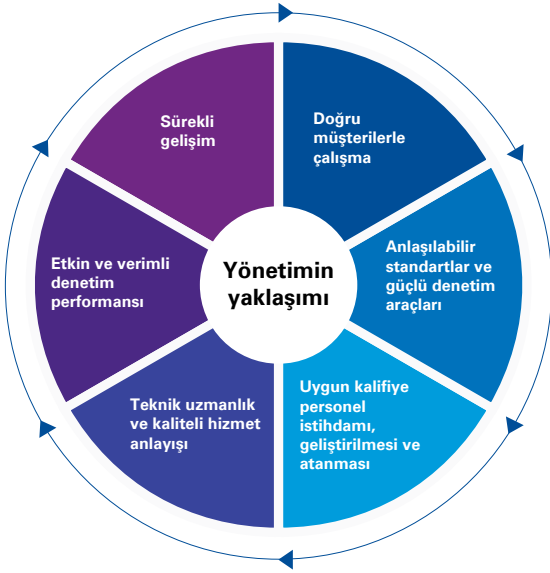 Sürekli
gelişim
Doğru
müşterilerle
çalışma
Anlaşılabilir
standartlar ve
güçlü denetim
araçları
Uygun kalifiye
personel
istihdamı,
geliştirilmesi ve
atanması
Teknik uzmanlık
ve kaliteli hizmet
anlayışı
Etkin ve verimli
denetim
performansı
Yönetimin
yaklaşımı